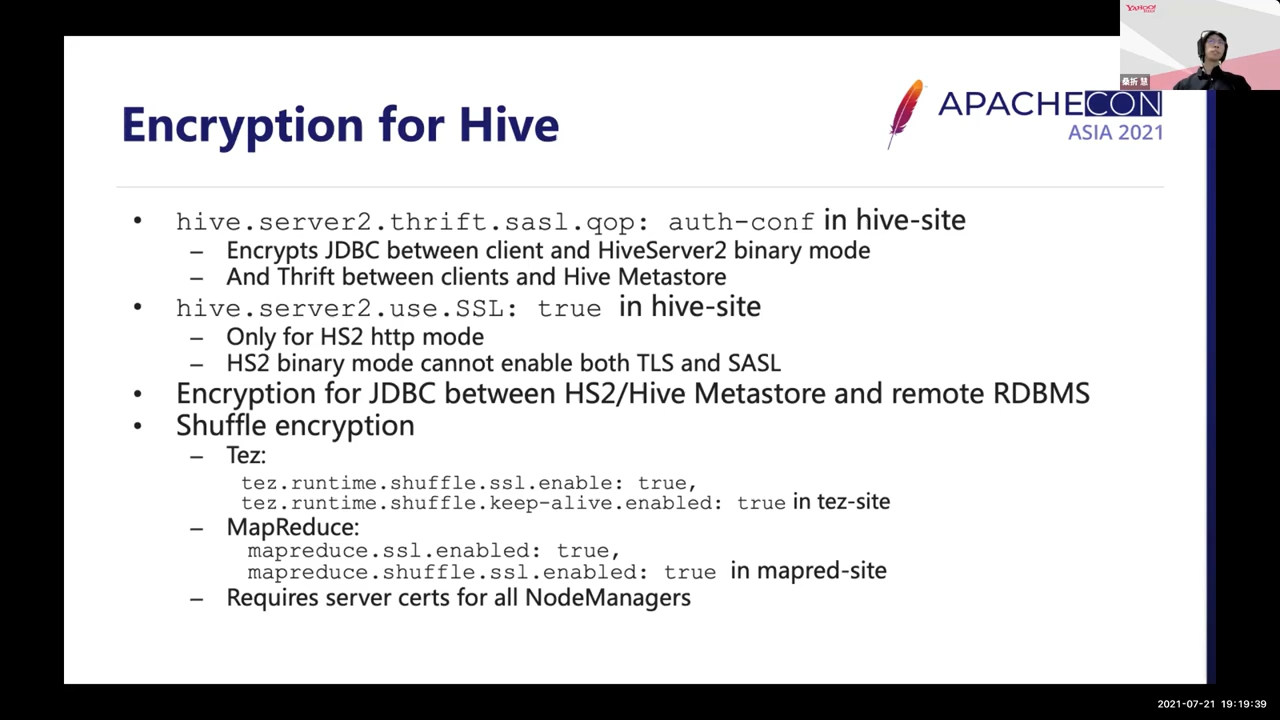 YAHOO!
桑折 慧
APACHECON
ASIA 2021
Encryption for Hive
• hive.server2.thrift.sasl.qop: auth-conf in hive-site
– Encrypts JDBC between client and HiveServer2 binary mode
– And Thrift between clients and Hive Metastore
• hive.server2.use.SSL: true in hive-site
– Only for HS2 http mode
– HS2 binary mode cannot enable both TLS and SASL
• Encryption for JDBC between HS2/Hive Metastore and remote RDBMS
• Shuffle encryption
– Tez:
tez.runtime.shuffle.ssl.enable: true,
tez.runtime.shuffle.keep-alive.enabled: true in tez-site
– MapReduce:
mapreduce.ssl.enabled: true,
mapreduce.shuffle.ssl.enabled: true in mapred-site
– Requires server certs for all NodeManagers
2021-07-21 19:19:39